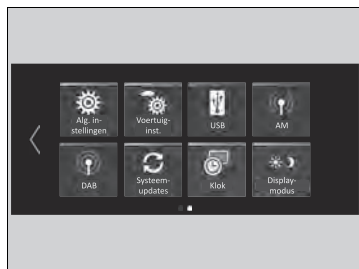 Alg. in-
stellingen
Voertuig-
inst.
USB
AM
DAB
Systeem-
updates
Klok
Display-
modus